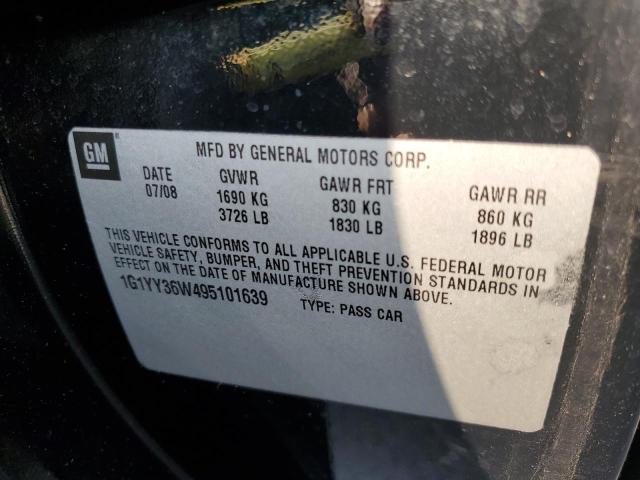 GM
MFD BY GENERAL MOTORS CORP.
DATE GVWR GAWR FRT GAWR RR
07/08 1690 KG 830 KG 860 KG
3726 LB 1830 LB 1896 LB
THIS VEHICLE CONFORMS TO ALL APPLICABLE U.S. FEDERAL MOTOR
VEHICLE SAFETY, BUMPER, AND THEFT PREVENTION STANDARDS IN
EFFECT ON THE DATE OF MANUFACTURE SHOWN ABOVE.
1G1YY36W495101639 TYPE: PASS CAR